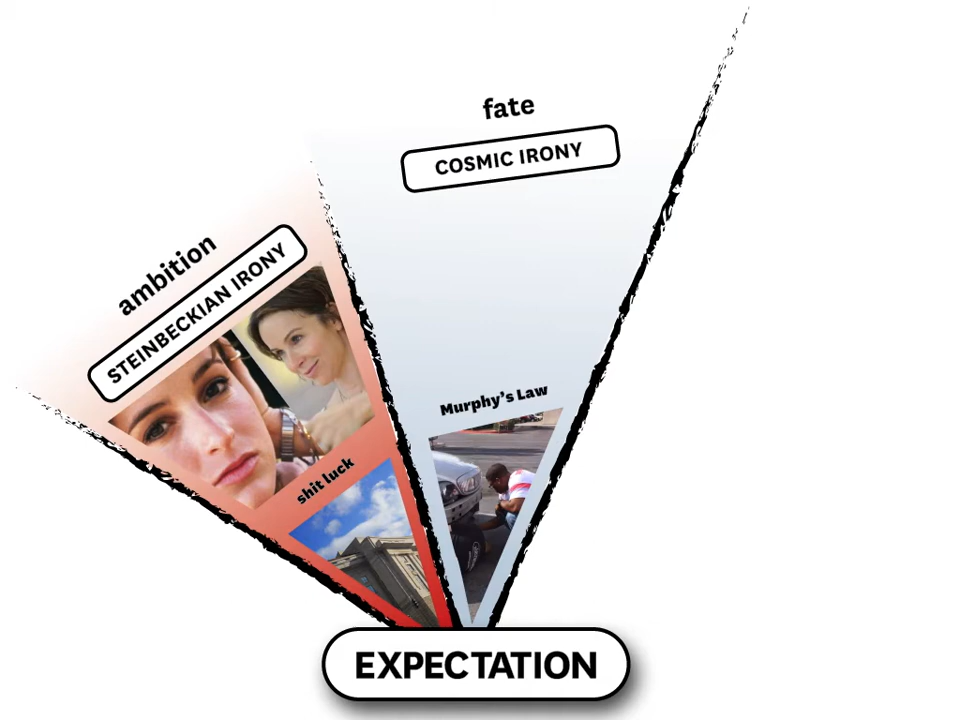 fate
COSMIC IRONY
ambition
STEINBECKIAN IRONY
Murphy's Law
shit luck
EXPECTATION